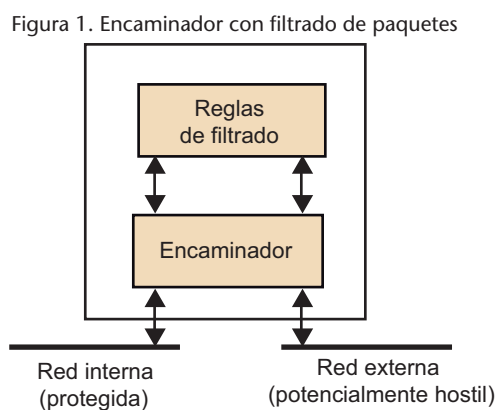 Figura 1. Encaminador con filtrado de paquetes
Reglas
de filtrado
Encaminador
Red interna
(protegida)
Red externa
(potencialmente hostil)